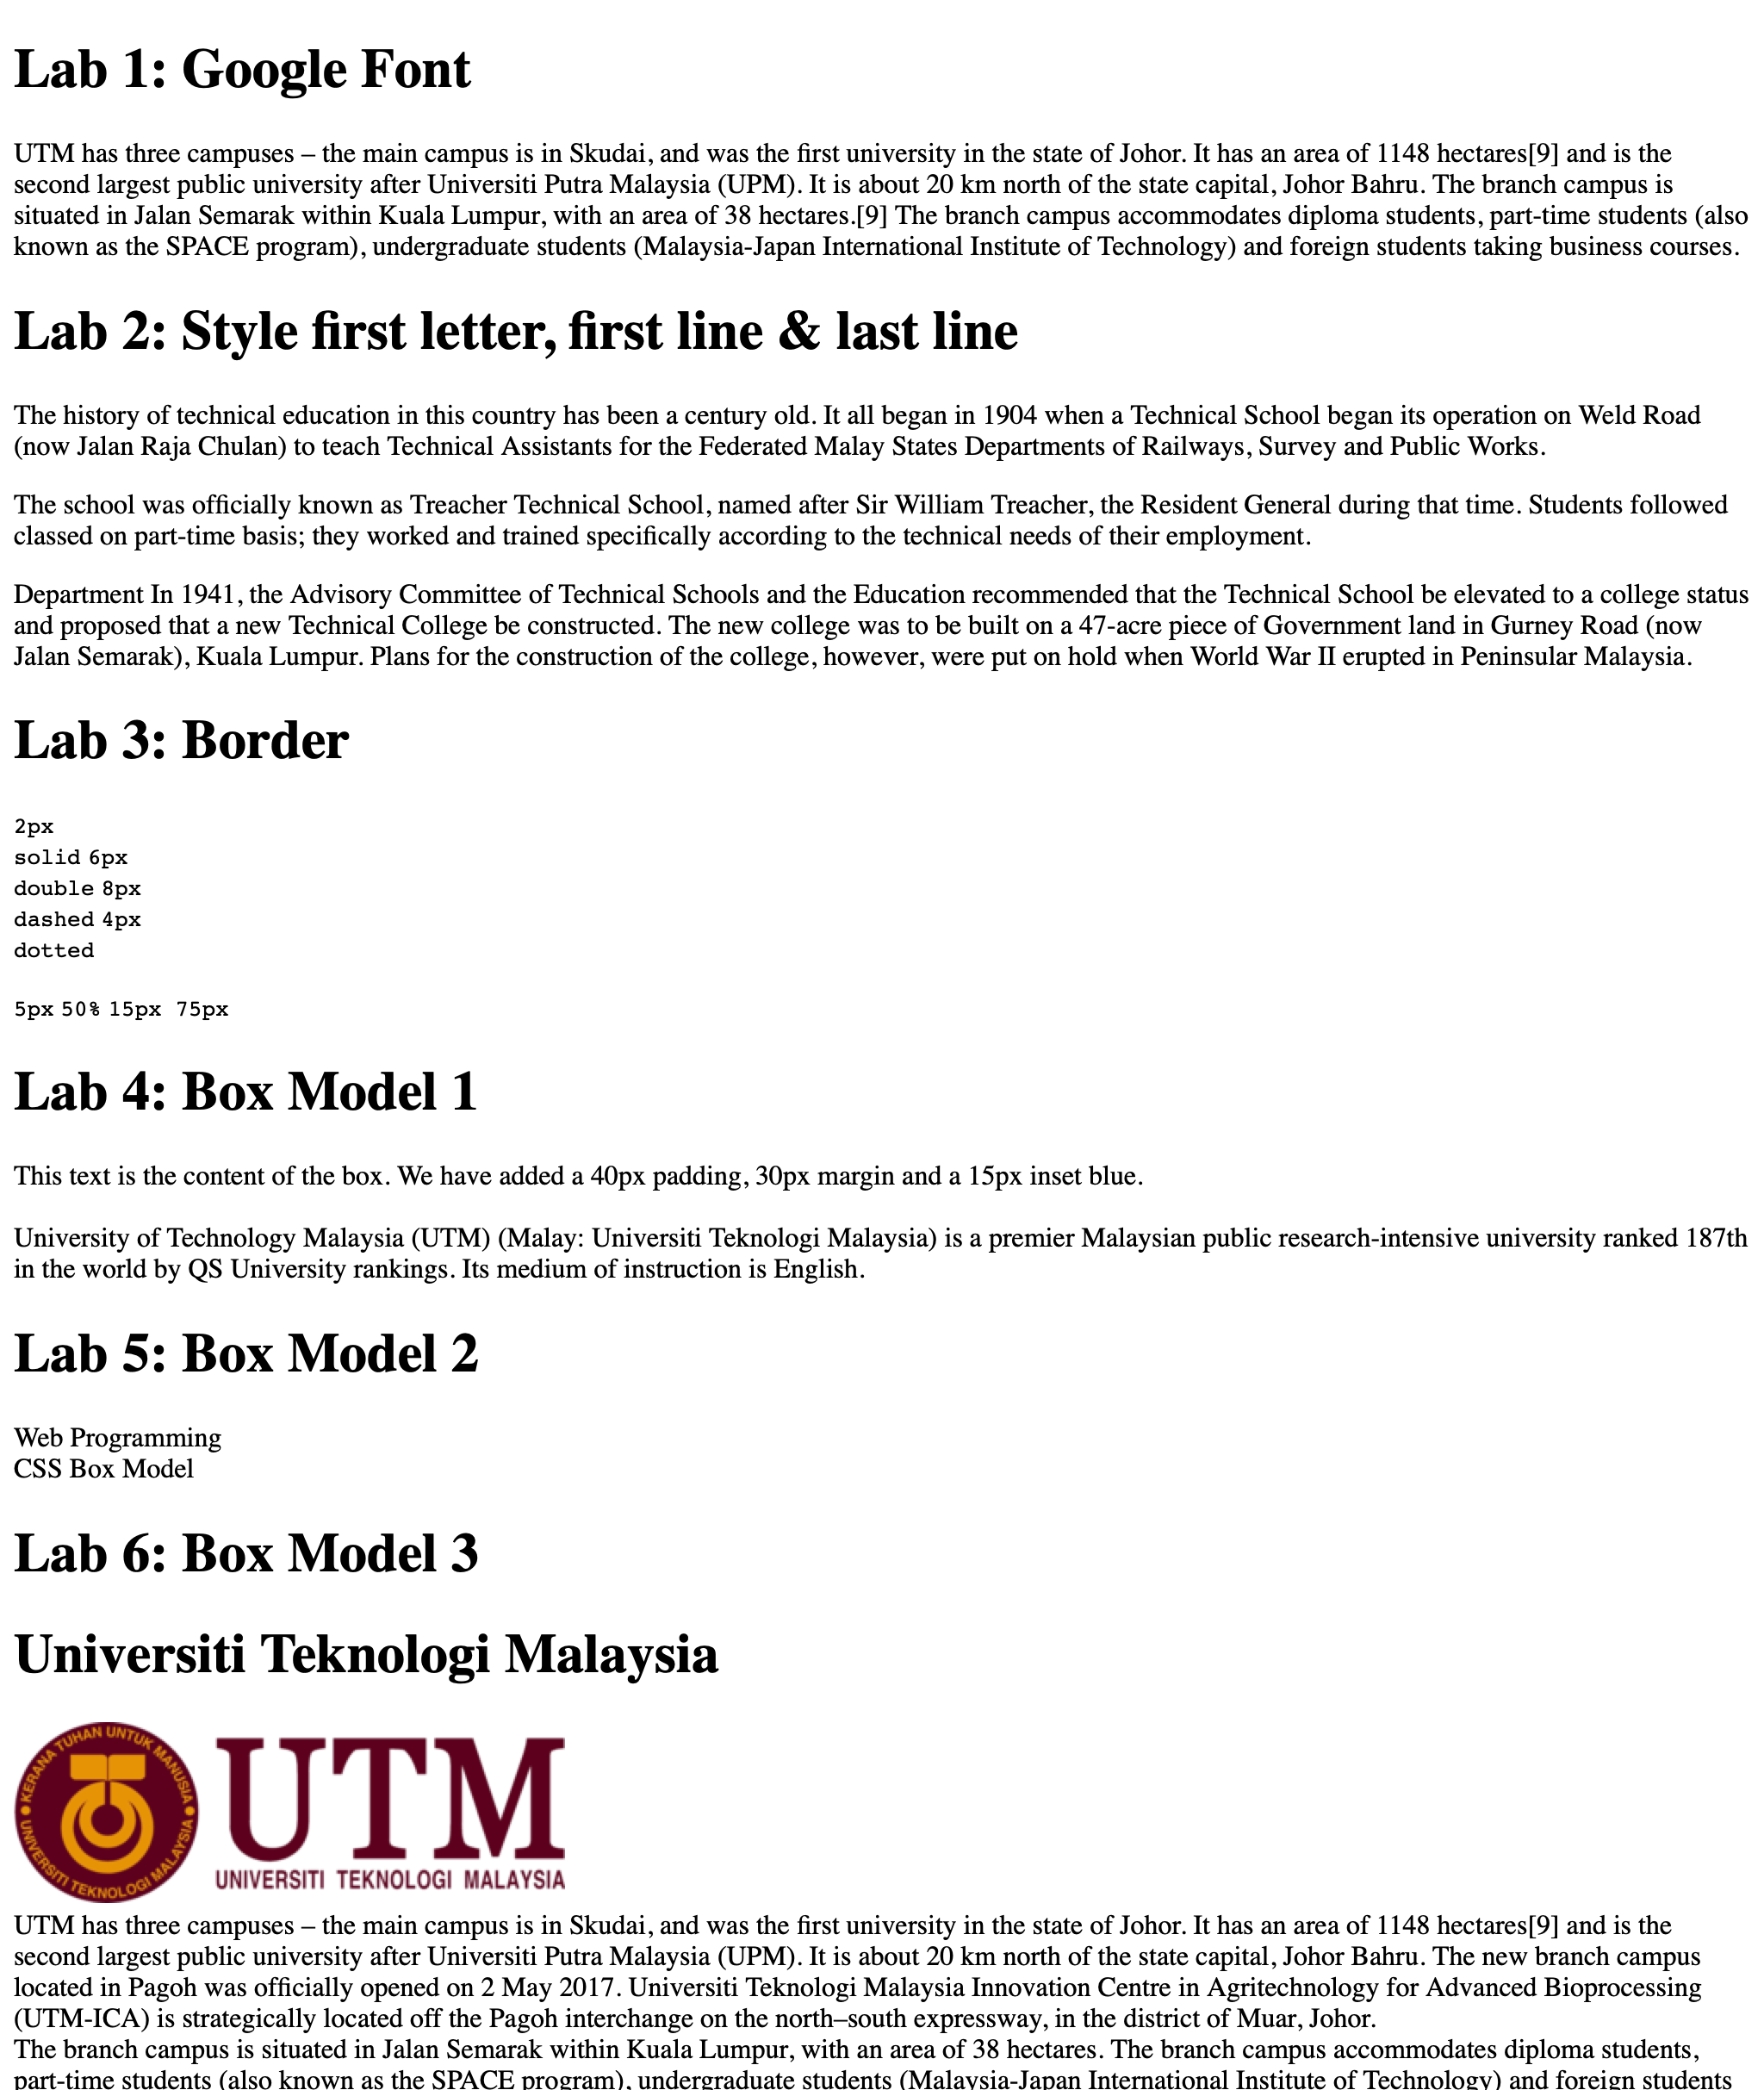 Lab 1: Google Font
UTM has three campuses – the main campus is in Skudai, and was the first university in the state of Johor. It has an area of 1148 hectares[9] and is the
second largest public university after Universiti Putra Malaysia (UPM). It is about 20 km north of the state capital, Johor Bahru. The branch campus is
situated in Jalan Semarak within Kuala Lumpur, with an area of 38 hectares.[9] The branch campus accommodates diploma students, part-time students (also
known as the SPACE program), undergraduate students (Malaysia-Japan International Institute of Technology) and foreign students taking business courses.
Lab 2: Style first letter, first line & last line
The history of technical education in this country has been a century old. It all began in 1904 when a Technical School began its operation on Weld Road
(now Jalan Raja Chulan) to teach Technical Assistants for the Federated Malay States Departments of Railways, Survey and Public Works.
The school was officially known as Treacher Technical School, named after Sir William Treacher, the Resident General during that time. Students followed
classed on part-time basis; they worked and trained specifically according to the technical needs of their employment.
Department In 1941, the Advisory Committee of Technical Schools and the Education recommended that the Technical School be elevated to a college status
and proposed that a new Technical College be constructed. The new college was to be built on a 47-acre piece of Government land in Gurney Road (now
Jalan Semarak), Kuala Lumpur. Plans for the construction of the college, however, were put on hold when World War II erupted in Peninsular Malaysia.
Lab 3: Border
2px
solid 6px
double 8px
dashed 4px
dotted
5px 50% 15px 75px
Lab 4: Box Model 1
This text is the content of the box. We have added a 40px padding, 30px margin and a 15px inset blue.
University of Technology Malaysia (UTM) (Malay: Universiti Teknologi Malaysia) is a premier Malaysian public research-intensive university ranked 187th
in the world by QS University rankings. Its medium of instruction is English.
Lab 5: Box Model 2
Web Programming
CSS Box Model
Lab 6: Box Model 3
Universiti Teknologi Malaysia
KERANA TUHAN UNTUK MANUSIA
UNIVERSITI TEKNOLOGI MALAYSIA
UTM
UNIVERSITI TEKNOLOGI MALAYSIA
UTM has three campuses – the main campus is in Skudai, and was the first university in the state of Johor. It has an area of 1148 hectares[9] and is the
second largest public university after Universiti Putra Malaysia (UPM). It is about 20 km north of the state capital, Johor Bahru. The new branch campus
located in Pagoh was officially opened on 2 May 2017. Universiti Teknologi Malaysia Innovation Centre in Agritechnology for Advanced Bioprocessing
(UTM-ICA) is strategically located off the Pagoh interchange on the north–south expressway, in the district of Muar, Johor.
The branch campus is situated in Jalan Semarak within Kuala Lumpur, with an area of 38 hectares. The branch campus accommodates diploma students,
part-time students (also known as the SPACE program), undergraduate students (Malaysia-Japan International Institute of Technology) and foreign students